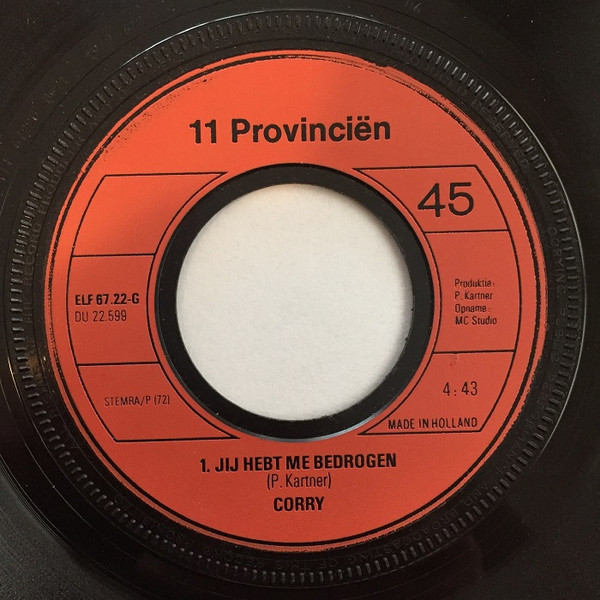 11 Provinciën
45
ELF 67.22-G
DU 22.599
Produktie:
P. Kartner
Opname:
MC Studio
STEMRA/P (72)
4:43
MADE IN HOLLAND
1. JIJ HEBT ME BEDROGEN
(P. Kartner)
CORRY